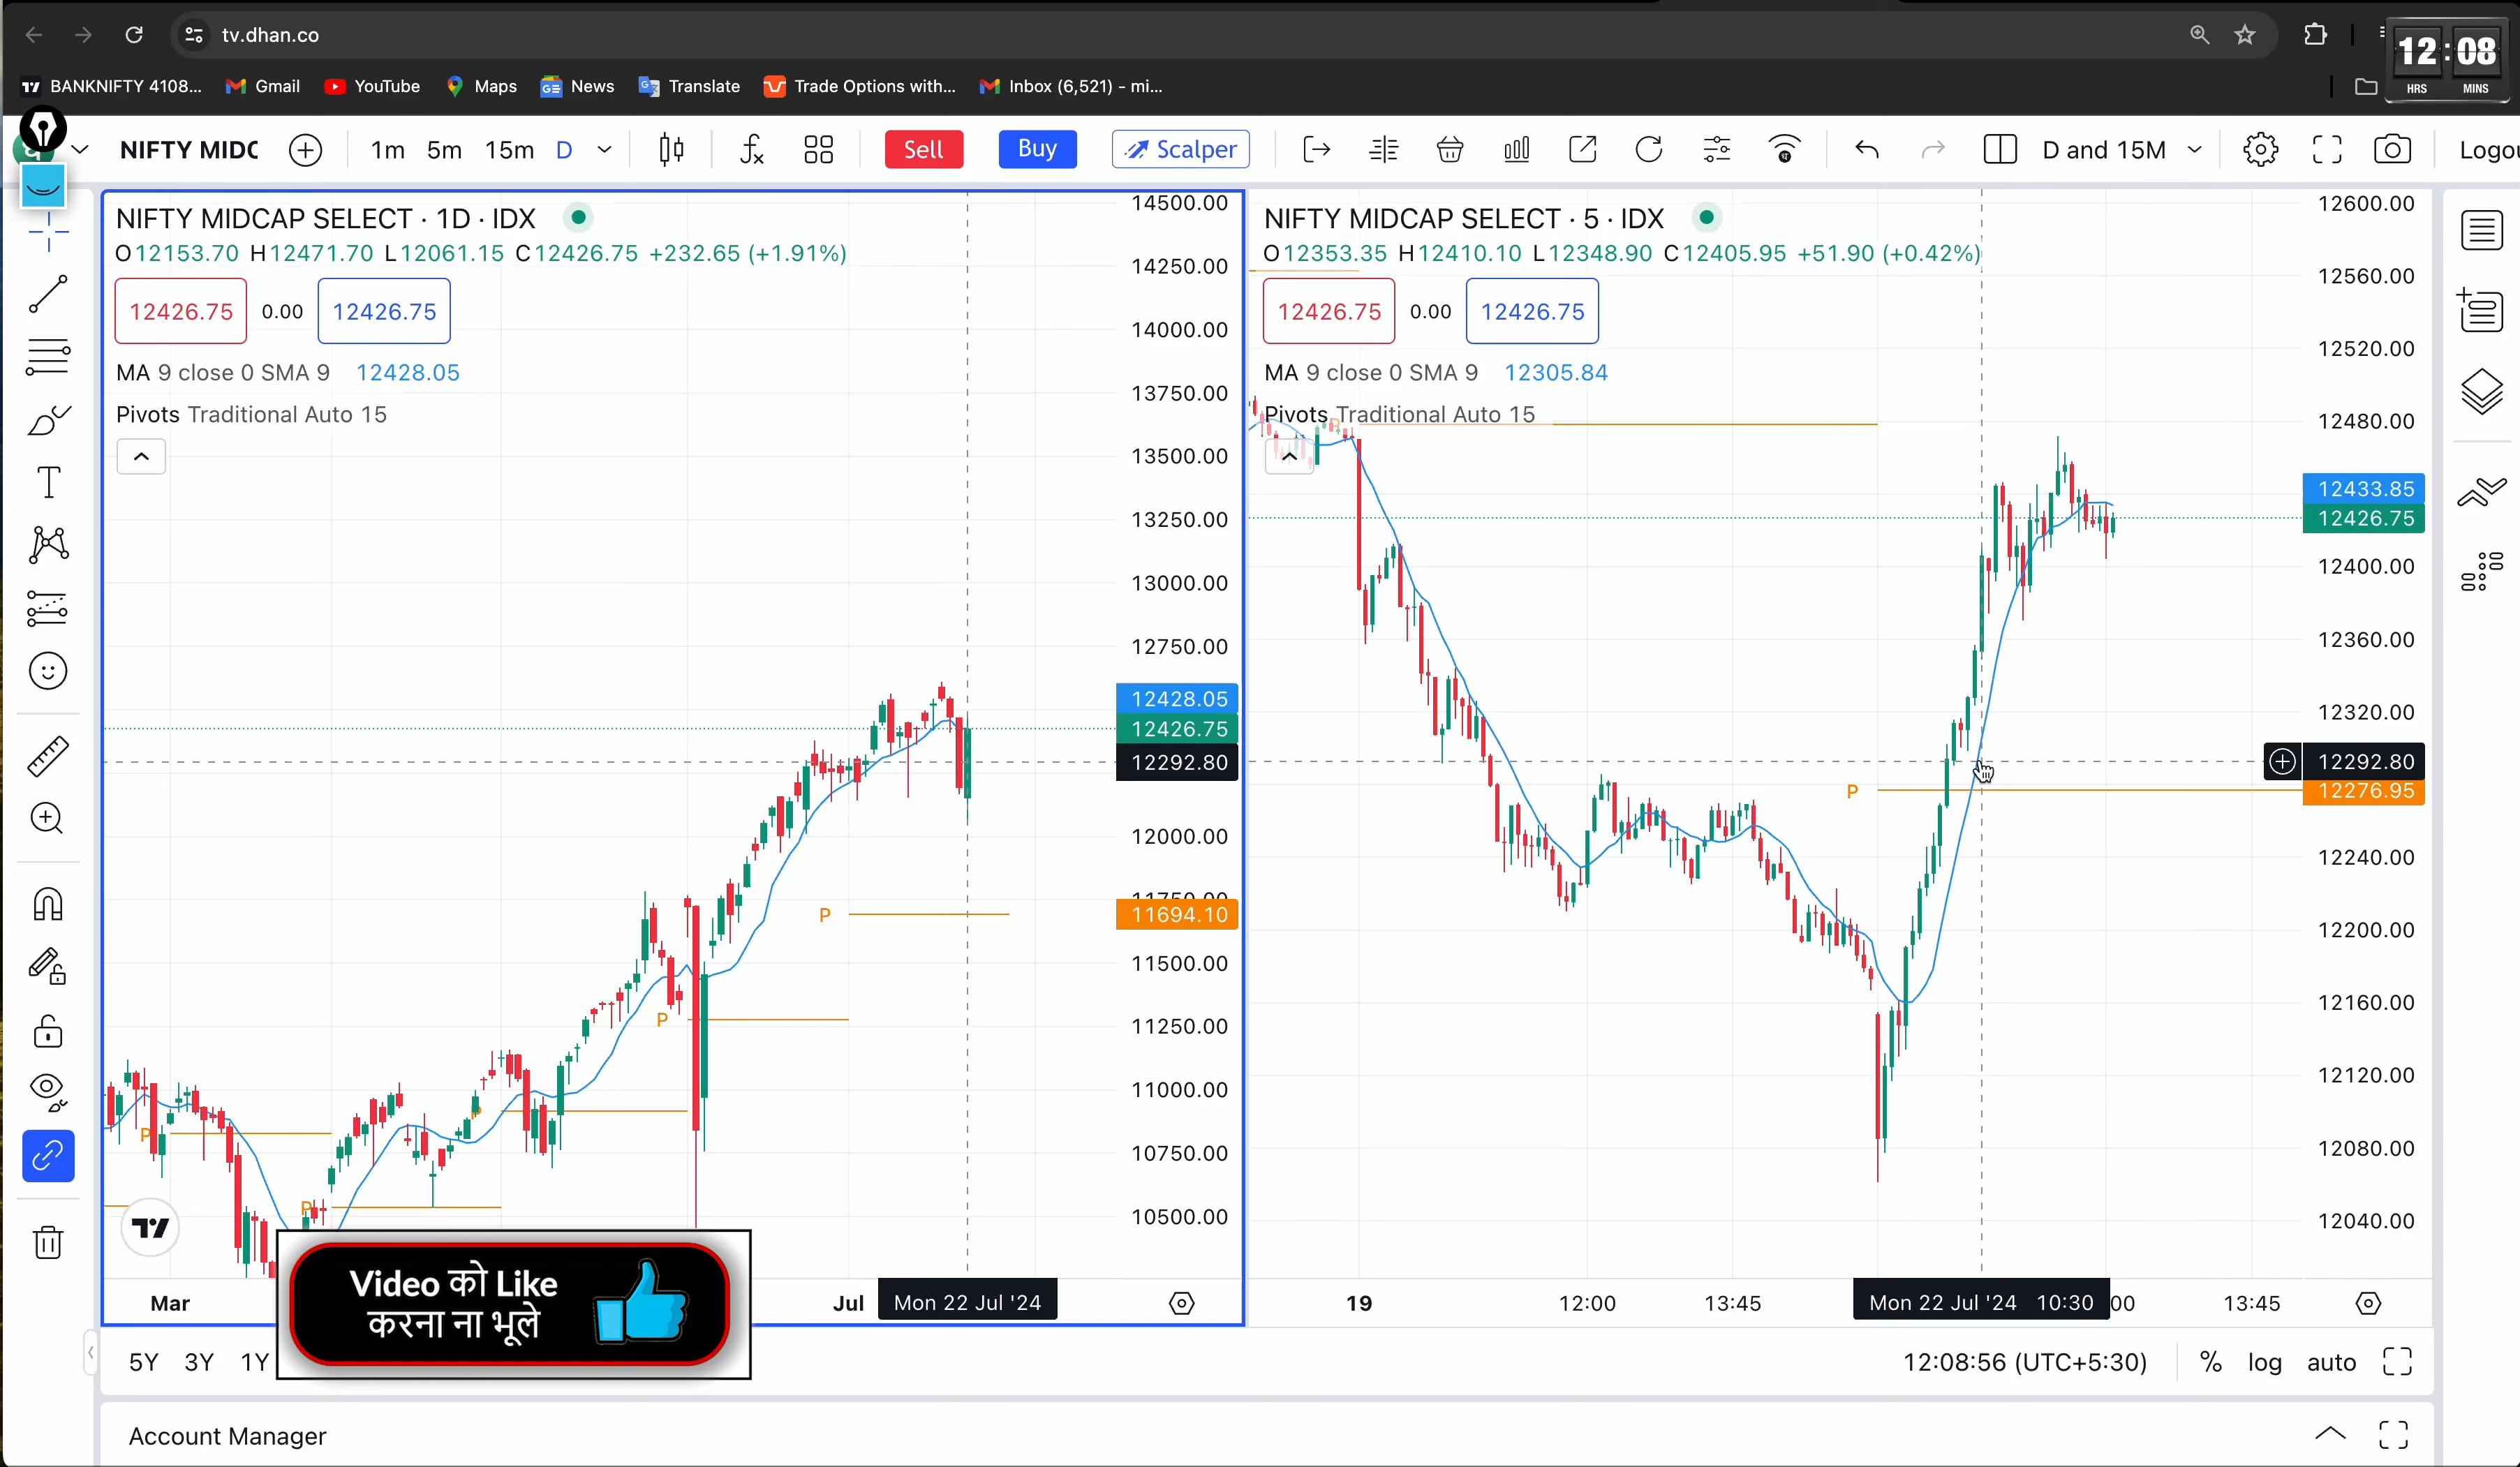 tv.dhan.co
12:08
HRS MINS
BANKNIFTY 4108... Gmail YouTube Maps News Translate Trade Options with... Inbox (6,521) - mi...
NIFTY MIDC 1m 5m 15m D Sell Buy Scalper D and 15M Logou
NIFTY MIDCAP SELECT · 1D · IDX
O12153.70 H12471.70 L12061.15 C12426.75 +232.65 (+1.91%)
12426.75 0.00 12426.75
MA 9 close 0 SMA 9 12428.05
Pivots Traditional Auto 15
14500.00
14250.00
14000.00
13750.00
13500.00
13250.00
13000.00
12750.00
12428.05
12426.75
12292.80
12000.00
11750.00
P
11694.10
11500.00
P
11250.00
11000.00
P
P
10750.00
P
10500.00
Mar
Jul
Mon 22 Jul '24
NIFTY MIDCAP SELECT · 5 · IDX
O12353.35 H12410.10 L12348.90 C12405.95 +51.90 (+0.42%)
12426.75 0.00 12426.75
MA 9 close 0 SMA 9 12305.84
Pivots Traditional Auto 15
P
12600.00
12560.00
12520.00
12480.00
12433.85
12426.75
12400.00
12360.00
12320.00
12292.80
P
12276.95
12240.00
12200.00
12160.00
12120.00
12080.00
12040.00
19 12:00 13:45 Mon 22 Jul '24 10:30 00 13:45
Video को Like
करना ना भूले
5Y 3Y 1Y
12:08:56 (UTC+5:30) % log auto
Account Manager